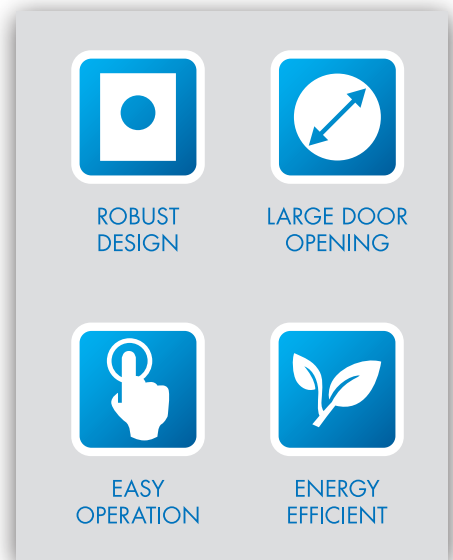 ROBUST
DESIGN
LARGE DOOR
OPENING
EASY
OPERATION
ENERGY
EFFICIENT